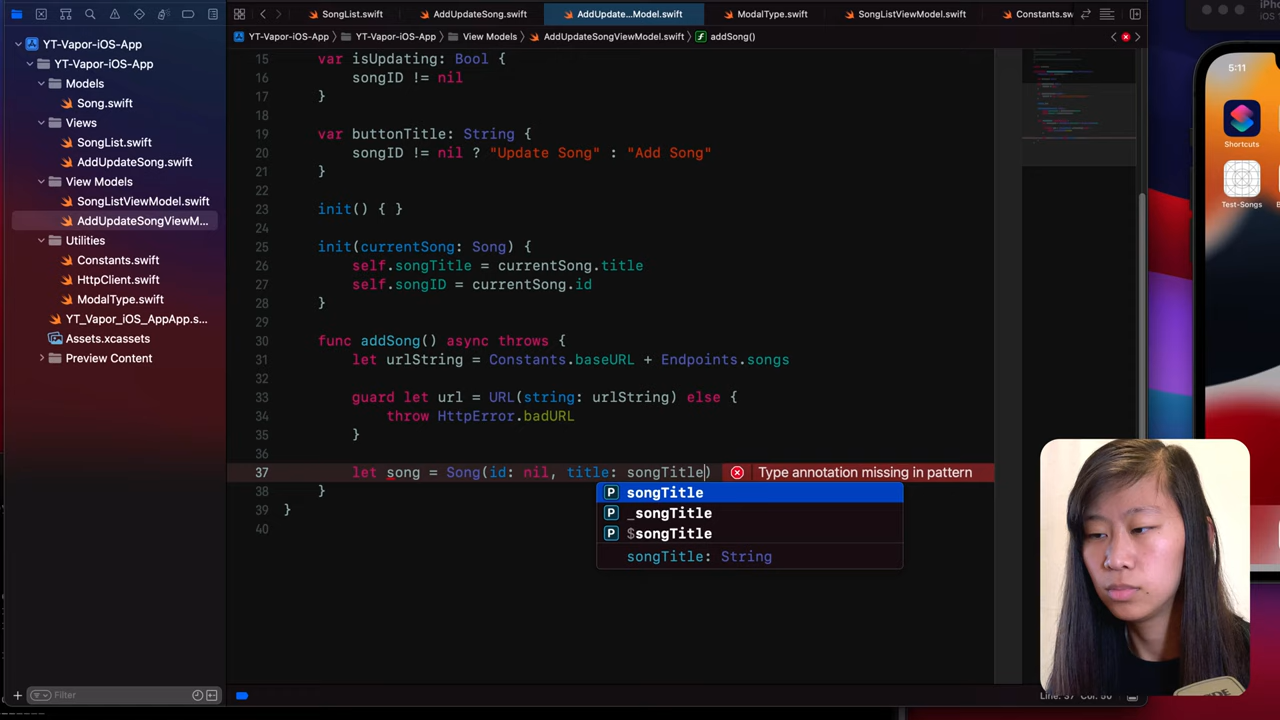 SongList.swift
AddUpdateSong.swift
AddUpdate...Model.swift
ModalType.swift
SongListViewModel.swift
Constants.sw
YT-Vapor-iOS-App
YT-Vapor-iOS-App
View Models
AddUpdateSongViewModel.swift
addSong()
YT-Vapor-iOS-App
YT-Vapor-iOS-App
Models
Song.swift
Views
SongList.swift
AddUpdateSong.swift
View Models
SongListViewModel.swift
AddUpdateSongViewM...
Utilities
Constants.swift
HttpClient.swift
ModalType.swift
YT_Vapor_iOS_AppApp.s...
Assets.xcassets
Preview Content
Filter
15 var isUpdating: Bool {
16 songID != nil
17 }
18
19 var buttonTitle: String {
20 songID != nil ? "Update Song" : "Add Song"
21 }
22
23 init() { }
24
25 init(currentSong: Song) {
26 self.songTitle = currentSong.title
27 self.songID = currentSong.id
28 }
29
30 func addSong() async throws {
31 let urlString = Constants.baseURL + Endpoints.songs
32
33 guard let url = URL(string: urlString) else {
34 throw HttpError.badURL
35 }
36
37 let song = Song(id: nil, title: songTitle) Type annotation missing in pattern
38 }
39 }
40
P songTitle
P _songTitle
P $songTitle
songTitle: String
iPho
iOS
5:11
Shortcuts
Test-Songs